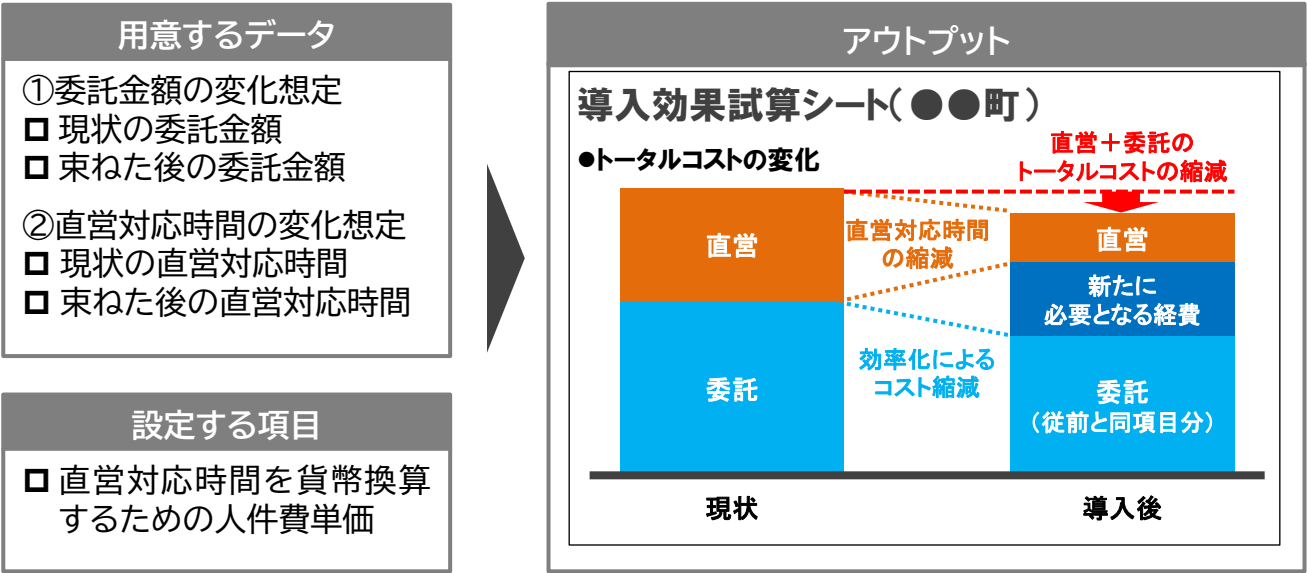 用意するデータ
①委託金額の変化想定
現状の委託金額
束ねた後の委託金額
②直営対応時間の変化想定
現状の直営対応時間
束ねた後の直営対応時間
設定する項目
直営対応時間を貨幣換算
するための人件費単価
アウトプット
導入効果試算シート(●●町)
●トータルコストの変化
直営＋委託の
トータルコストの縮減
直営
委託
直営対応時間
の縮減
効率化による
コスト縮減
直営
新たに
必要となる経費
委託
（従前と同項目分）
現状
導入後